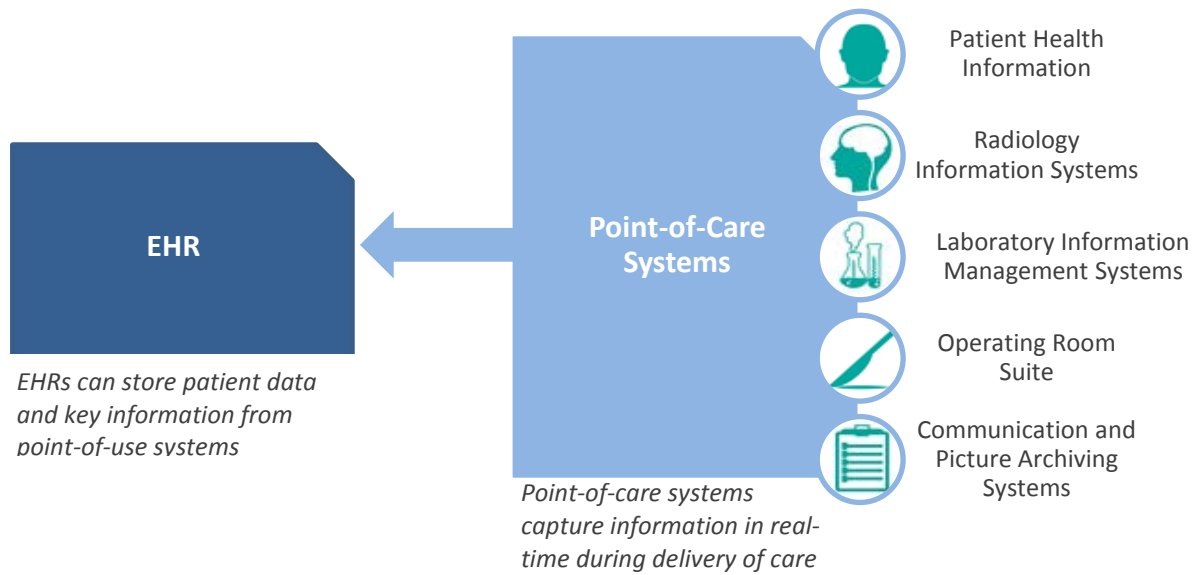 EHR
EHRs can store patient data
and key information from
point-of-use systems
Point-of-Care
Systems
Point-of-care systems
capture information in real-
time during delivery of care
Patient Health
Information
Radiology
Information Systems
Laboratory Information
Management Systems
Operating Room
Suite
Communication and
Picture Archiving
Systems